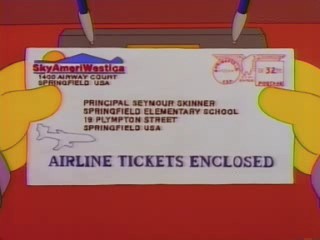 SkyAmeriWestica
1400 AIRWAY COURT
SPRINGFIELD USA
32
PRINCIPAL SEYMOUR SKINNER
SPRINGFIELD ELEMENTARY SCHOOL
19 PLYMPTON STREET
SPRINGFIELD USA
AIRLINE TICKETS ENCLOSED